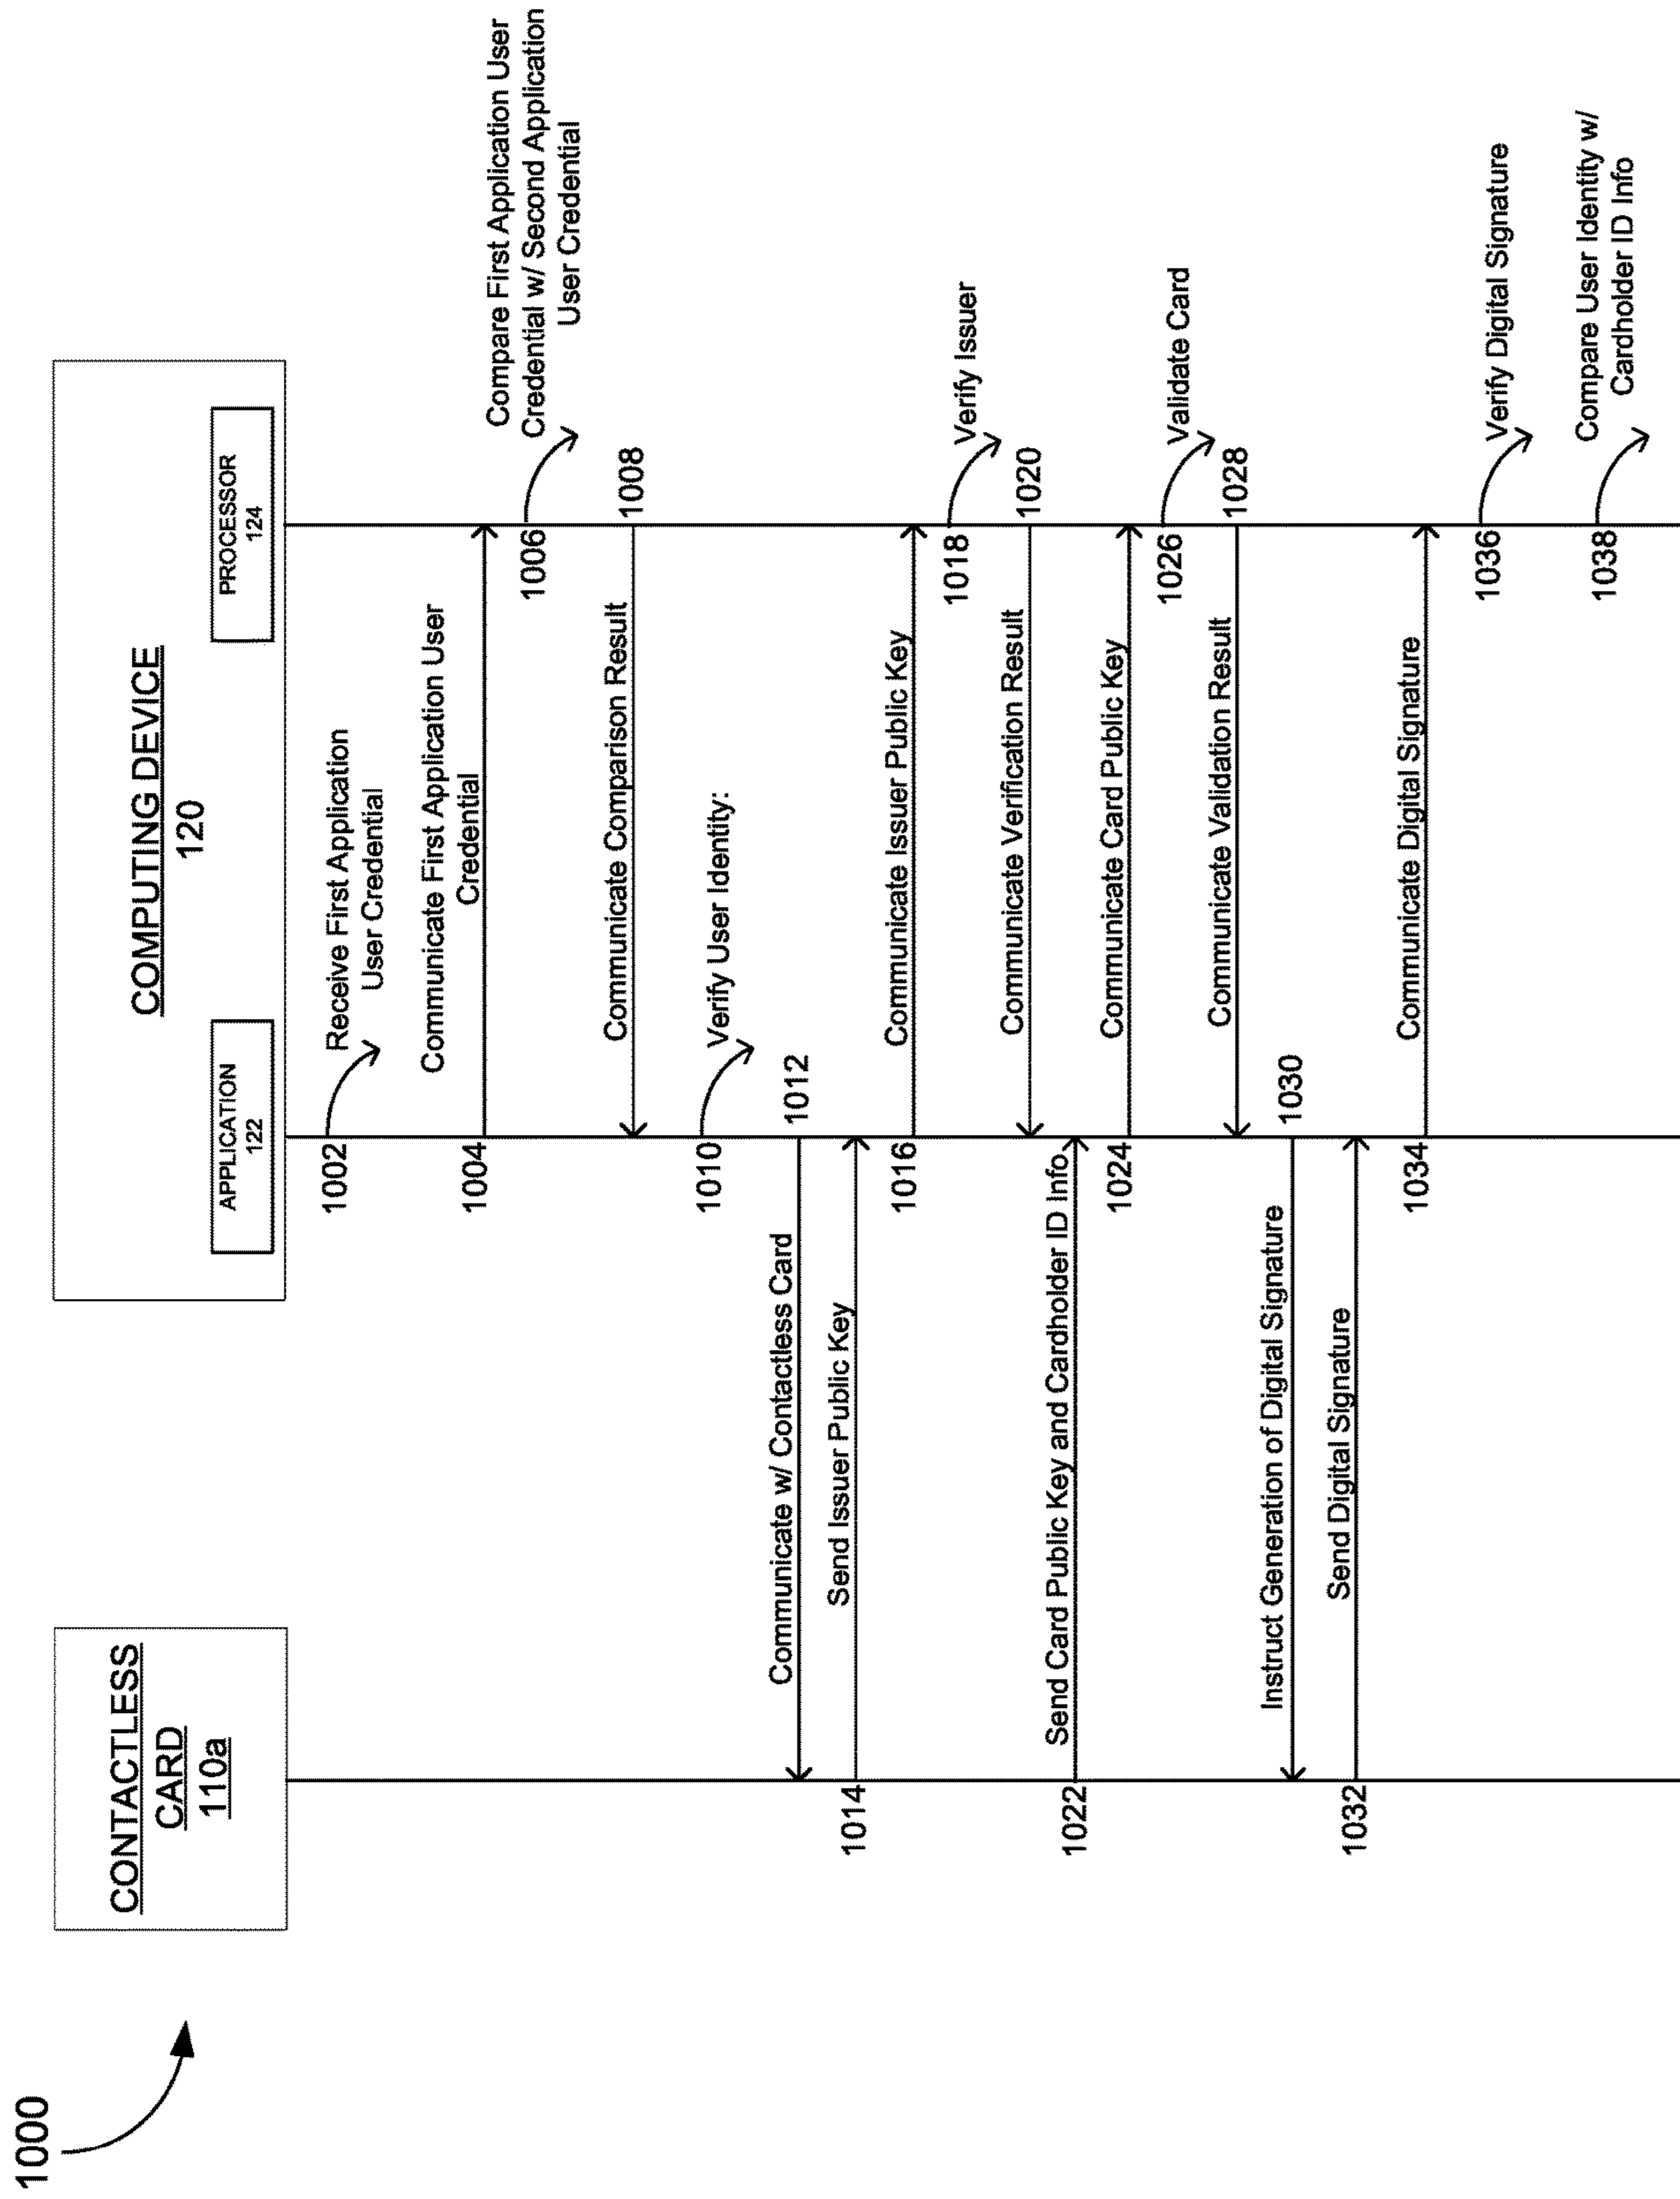 1000
CONTACTLESS
CARD
110a
COMPUTING DEVICE
120
APPLICATION
122
PROCESSOR
124
1002
Receive First Application
User Credential
Communicate First Application User
Credential
1004
1006
Compare First Application User
Credential w/ Second Application
User Credential
Communicate Comparison Result
1008
1010
Verify User Identity:
Communicate w/ Contactless Card
1012
1014
Send Issuer Public Key
1016
Communicate Issuer Public Key
1018
Verify Issuer
Communicate Verification Result
1020
1022
Send Card Public Key and Cardholder ID Info
1024
Communicate Card Public Key
1026
Validate Card
Communicate Validation Result
1028
Instruct Generation of Digital Signature
1030
1032
Send Digital Signature
1034
Communicate Digital Signature
1036
Verify Digital Signature
1038
Compare User Identity w/
Cardholder ID Info